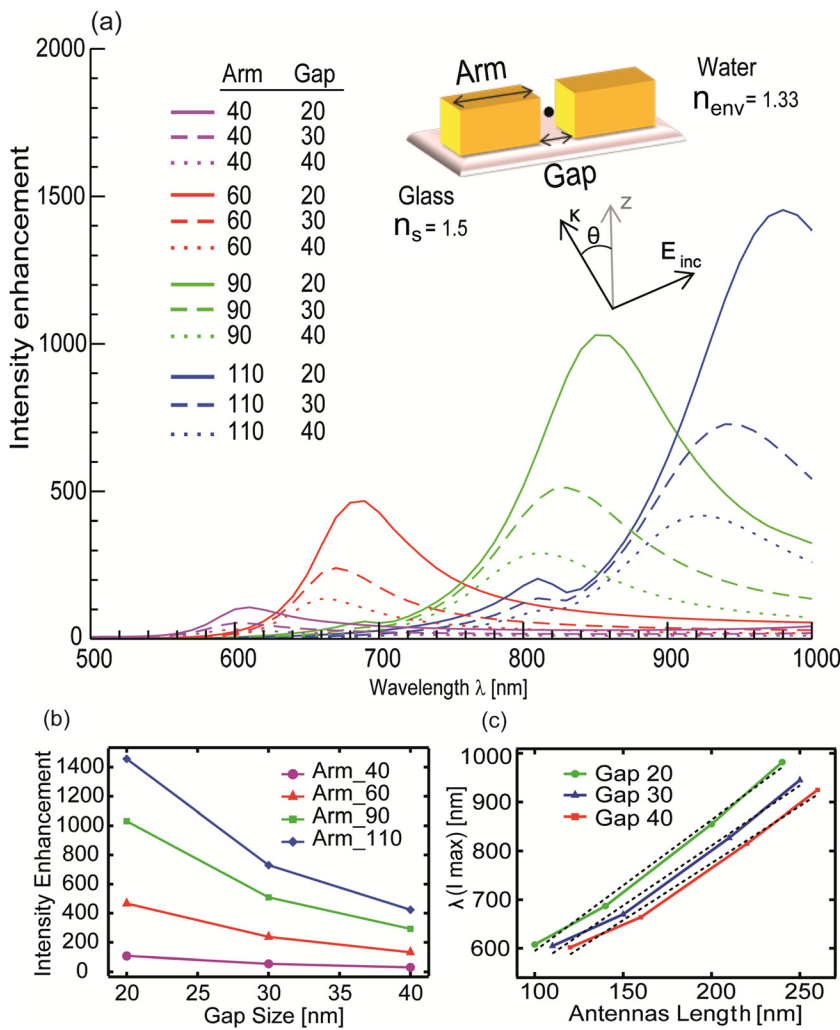 (a)
2000
1500
1000
500
0
Intensity enhancement
Arm Gap
40 20
40 30
40 40
60 20
60 30
60 40
90 20
90 30
90 40
110 20
110 30
110 40
Arm
Gap
Water
n_env = 1.33
Glass
n_s = 1.5
κ
θ
z
E_inc
500 600 700 800 900 1000
Wavelength λ [nm]
(b)
1400
1200
1000
800
600
400
200
0
Intensity Enhancement
Arm_40
Arm_60
Arm_90
Arm_110
20 25 30 35 40
Gap Size [nm]
(c)
1000
900
800
700
600
λ(I max) [nm]
Gap 20
Gap 30
Gap 40
100 150 200 250
Antennas Length [nm]